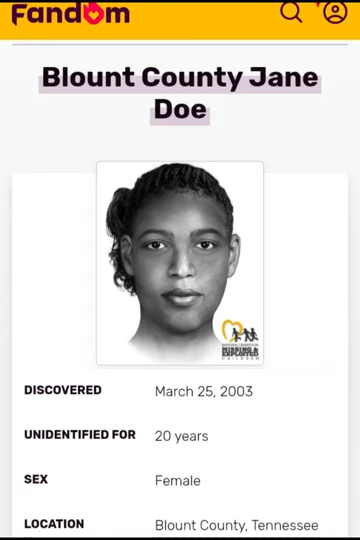 Fandom
Blount County Jane
Doe
NATIONAL CENTER FOR
MISSING &
EXPLOITED
CHILDREN
DISCOVERED March 25, 2003
UNIDENTIFIED FOR 20 years
SEX Female
LOCATION Blount County, Tennessee